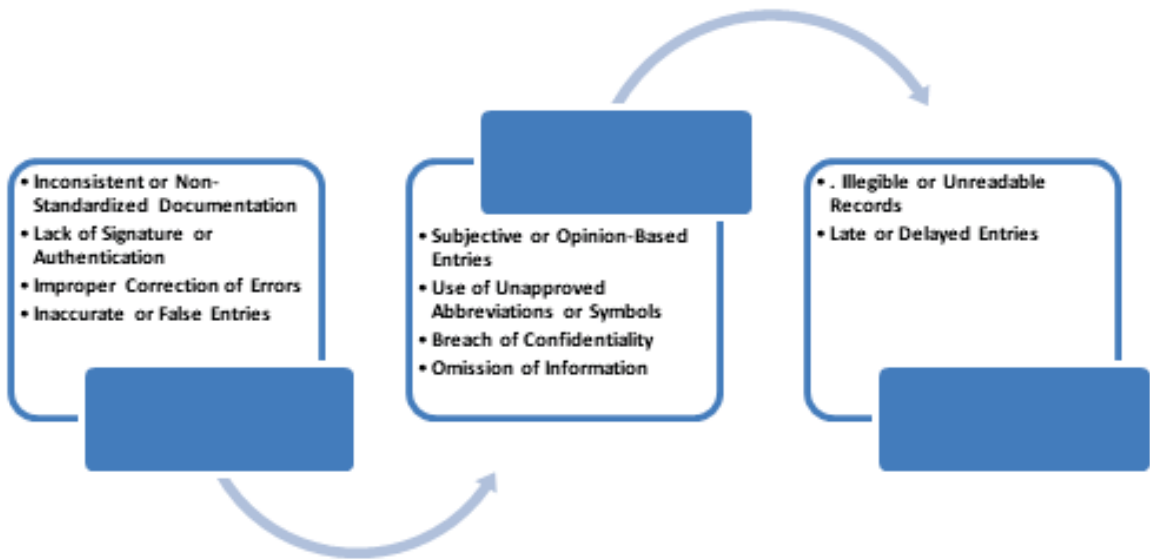 • Inconsistent or Non-
Standardized Documentation
• Lack of Signature or
Authentication
• Improper Correction of Errors
• Inaccurate or False Entries
• Subjective or Opinion-Based
Entries
• Use of Unapproved
Abbreviations or Symbols
• Breach of Confidentiality
• Omission of Information
• . Illegible or Unreadable
Records
• Late or Delayed Entries